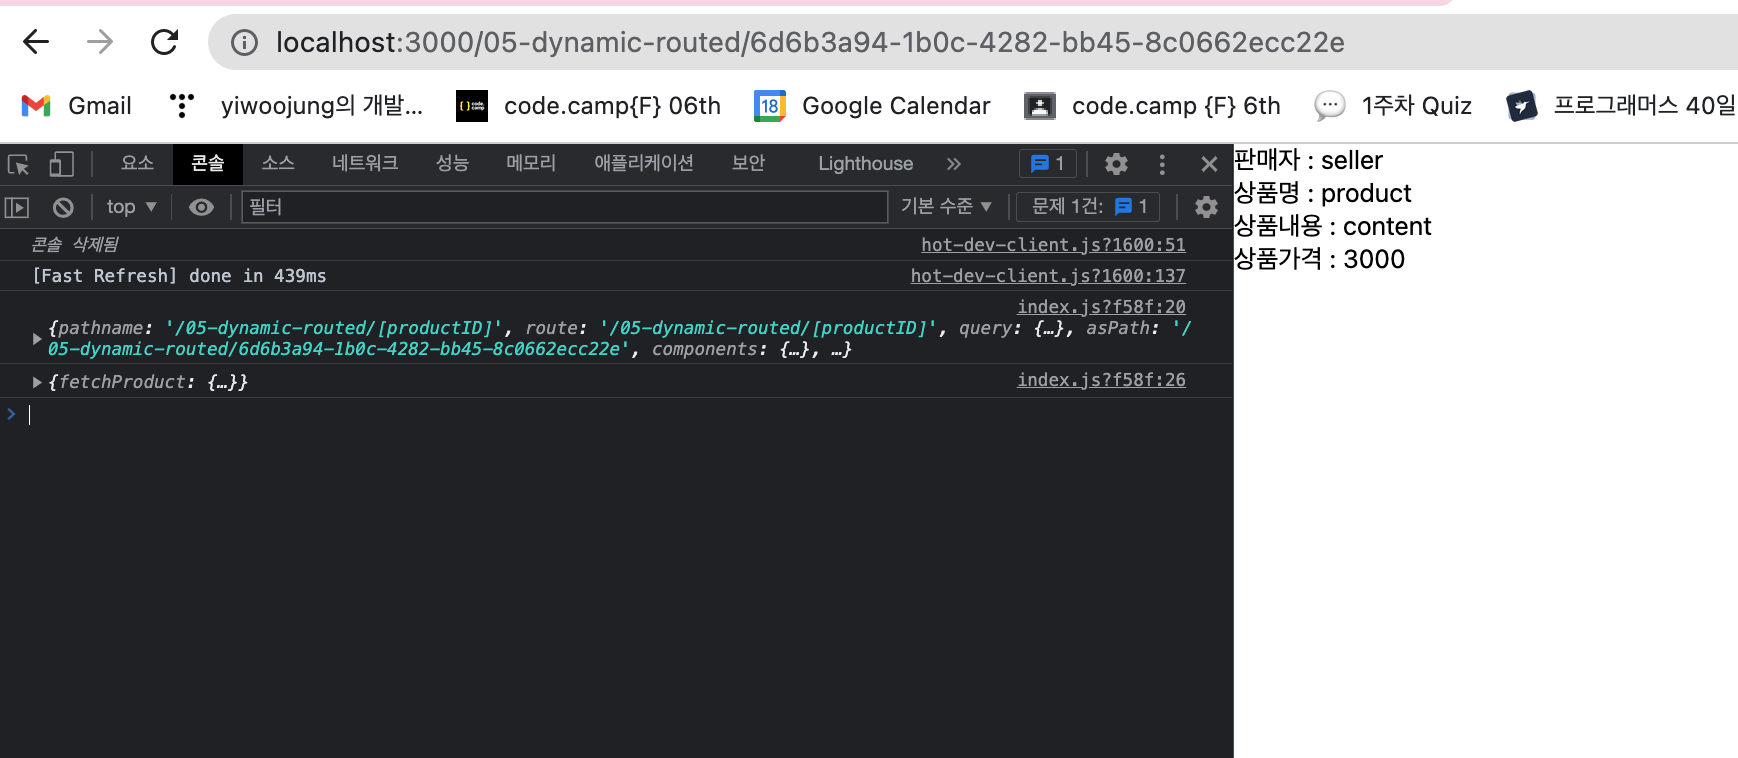 localhost:3000/05-dynamic-routed/6d6b3a94-1b0c-4282-bb45-8c0662ecc22e
Gmail yiwoojung의 개발... code.camp{F} 06th 18 Google Calendar code.camp {F} 6th 1주차 Quiz 프로그래머스 40일
요소 콘솔 소스 네트워크 성능 메모리 애플리케이션 보안 Lighthouse » 1
top 필터 기본 수준 문제 1건: 1
콘솔 삭제됨 hot-dev-client.js?1600:51
[Fast Refresh] done in 439ms hot-dev-client.js?1600:137
index.js?f58f:20
{pathname: '/05-dynamic-routed/[productID]', route: '/05-dynamic-routed/[productID]', query: {…}, asPath: '/
05-dynamic-routed/6d6b3a94-1b0c-4282-bb45-8c0662ecc22e', components: {…}, …}
{fetchProduct: {…}} index.js?f58f:26
>
판매자 : seller
상품명 : product
상품내용 : content
상품가격 : 3000